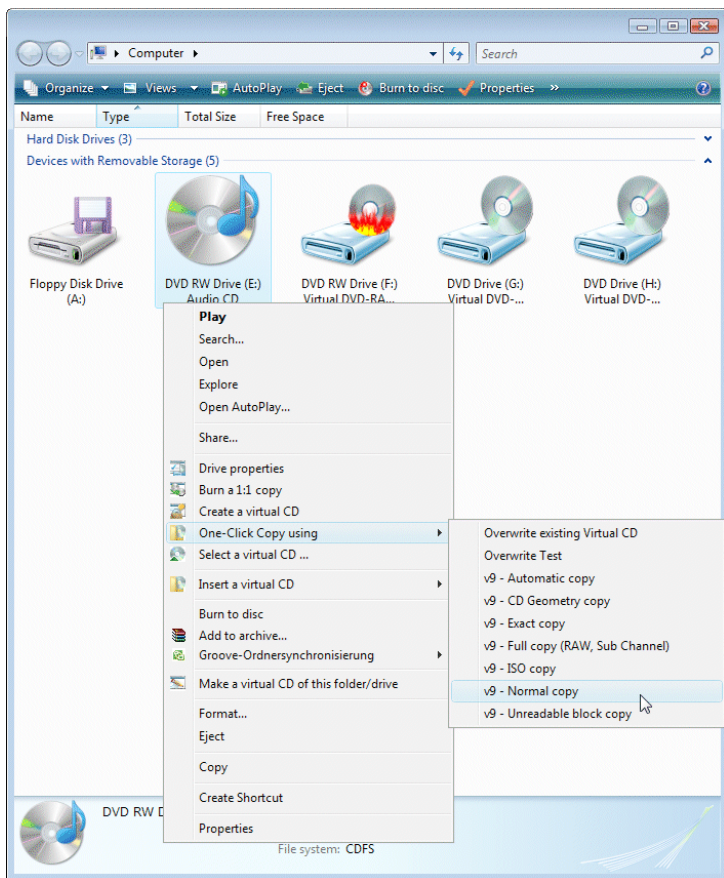 Computer
Search
Organize Views AutoPlay Eject Burn to disc Properties »
Name Type Total Size Free Space
Hard Disk Drives (3)
Devices with Removable Storage (5)
Floppy Disk Drive
(A:)
DVD RW Drive (E:)
Audio CD
DVD RW Drive (F:)
Virtual DVD-RA...
DVD Drive (G:)
Virtual DVD-...
DVD Drive (H:)
Virtual DVD-...
Play
Search...
Open
Explore
Open AutoPlay...
Share...
Drive properties
Burn a 1:1 copy
Create a virtual CD
One-Click Copy using
Select a virtual CD ...
Insert a virtual CD
Burn to disc
Add to archive...
Groove-Ordnersynchronisierung
Make a virtual CD of this folder/drive
Format...
Eject
Copy
Create Shortcut
Properties
Overwrite existing Virtual CD
Overwrite Test
v9 - Automatic copy
v9 - CD Geometry copy
v9 - Exact copy
v9 - Full copy (RAW, Sub Channel)
v9 - ISO copy
v9 - Normal copy
v9 - Unreadable block copy
DVD RW
File system: CDFS